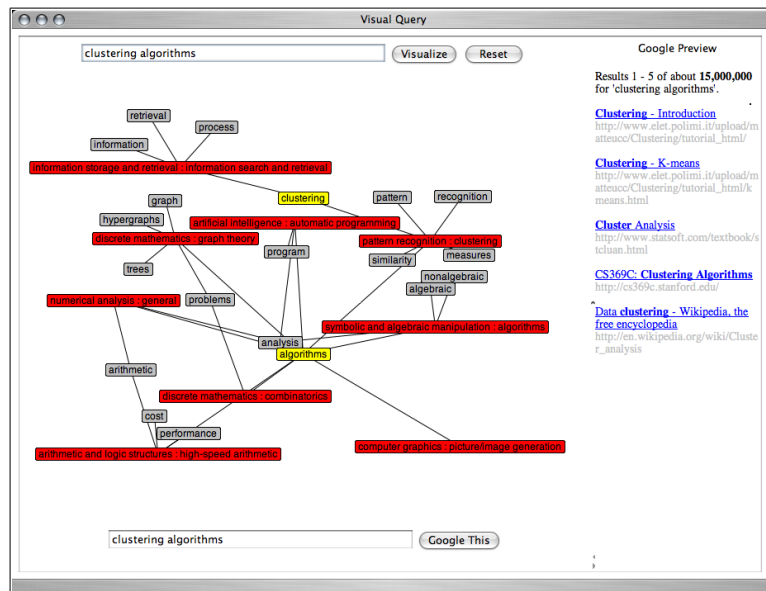 Visual Query
clustering algorithms
Visualize
Reset
Google Preview
Results 1 - 5 of about 15,000,000
for 'clustering algorithms'.
Clustering - Introduction
http://www.elet.polimi.it/upload/m
atteucc/Clustering/tutorial_html/
Clustering - K-means
http://www.elet.polimi.it/upload/m
atteucc/Clustering/tutorial_html/k
means.html
Cluster Analysis
http://www.statsoft.com/textbook/s
tcluan.html
CS369C: Clustering Algorithms
http://cs369c.stanford.edu/
Data clustering - Wikipedia, the
free encyclopedia
http://en.wikipedia.org/wiki/Cluste
r_analysis
retrieval
process
information
information storage and retrieval : information search and retrieval
clustering
pattern
recognition
graph
hypergraphs
artificial intelligence : automatic programming
discrete mathematics : graph theory
pattern recognition : clustering
program
similarity
measures
trees
nonalgebraic
algebraic
numerical analysis : general
problems
symbolic and algebraic manipulation : algorithms
analysis
algorithms
arithmetic
discrete mathematics : combinatorics
cost
performance
arithmetic and logic structures : high-speed arithmetic
computer graphics : picture/image generation
clustering algorithms
Google This